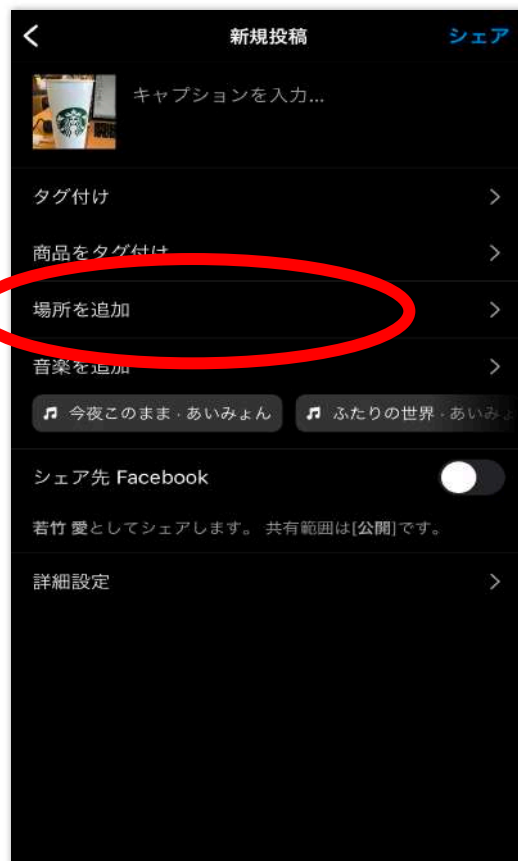 新規投稿
シェア
キャプションを入力...
タグ付け
商品をタグ付け
場所を追加
音楽を追加
今夜このまま · あいみょん
ふたりの世界 · あいみょ
シェア先 Facebook
若竹 愛としてシェアします。 共有範囲は[公開]です。
詳細設定